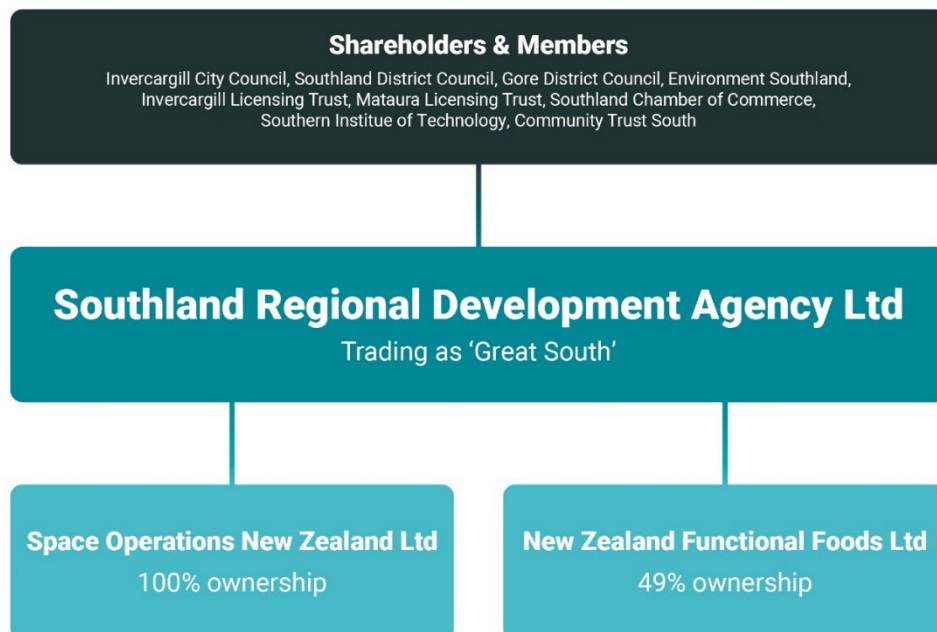 Shareholders & Members
Invercargill City Council, Southland District Council, Gore District Council, Environment Southland,
Invercargill Licensing Trust, Mataura Licensing Trust, Southland Chamber of Commerce,
Southern Institue of Technology, Community Trust South
Southland Regional Development Agency Ltd
Trading as ‘Great South’
Space Operations New Zealand Ltd
100% ownership
New Zealand Functional Foods Ltd
49% ownership